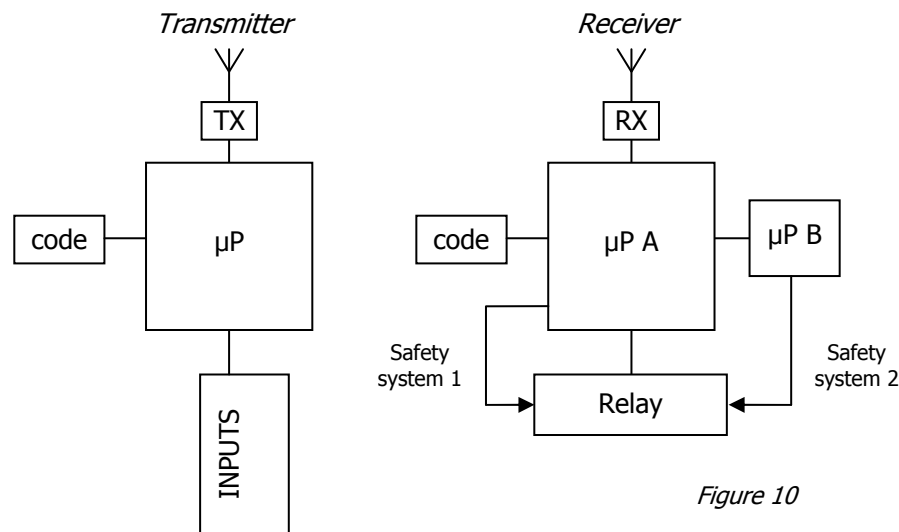 Transmitter
TX
µP
code
INPUTS
Receiver
RX
code
µP A
µP B
Safety
system 1
Relay
Safety
system 2
Figure 10